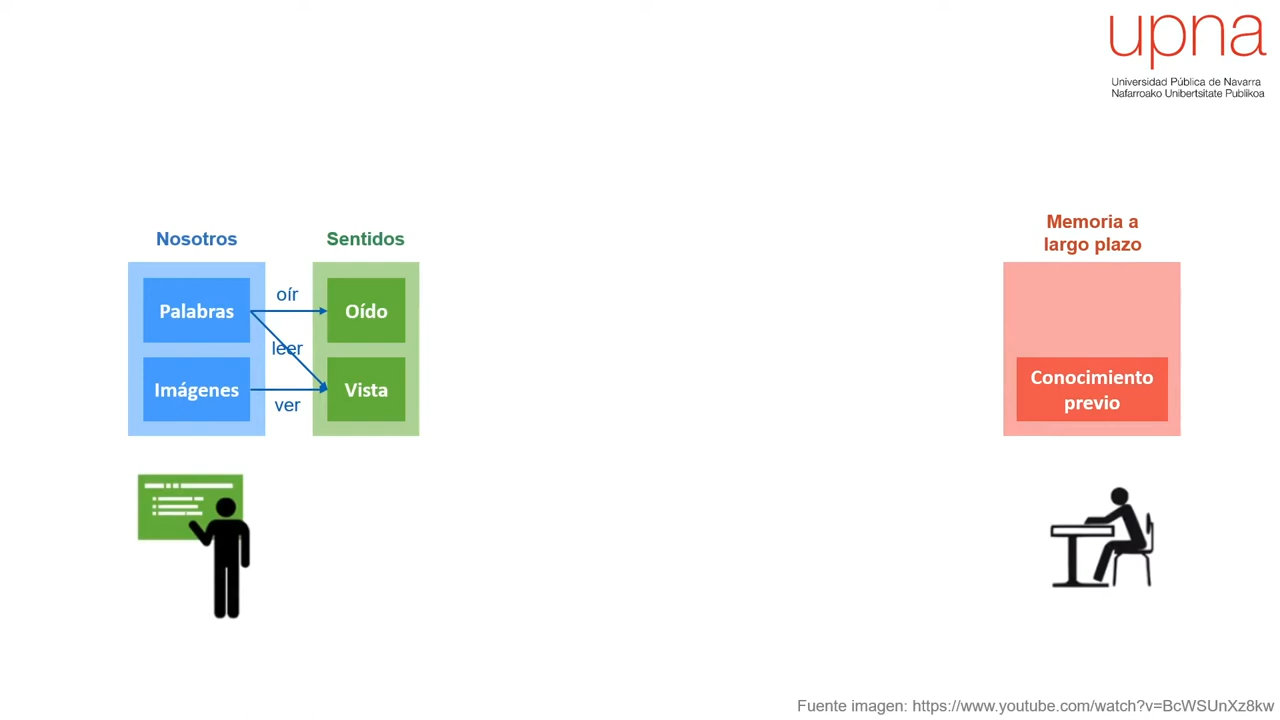 upna
Universidad Pública de Navarra
Nafarroako Unibertsitate Publikoa
Nosotros
Sentidos
Memoria a
largo plazo
Palabras
oír
Oído
leer
Imágenes
ver
Vista
Conocimiento
previo
Fuente imagen: https://www.youtube.com/watch?v=BcWSUnXz8kw